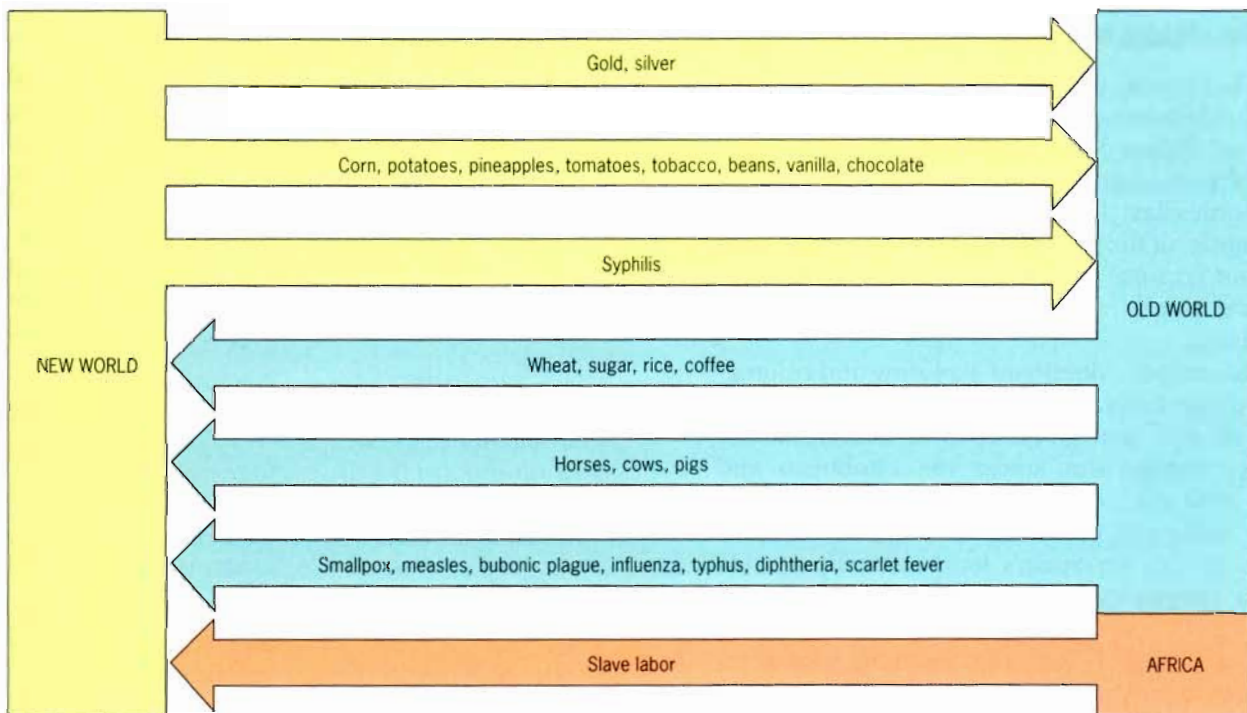 Gold, silver
Corn, potatoes, pineapples, tomatoes, tobacco, beans, vanilla, chocolate
Syphilis
OLD WORLD
NEW WORLD
Wheat, sugar, rice, coffee
Horses, cows, pigs
Smallpox, measles, bubonic plague, influenza, typhus, diphtheria, scarlet fever
Slave labor
AFRICA